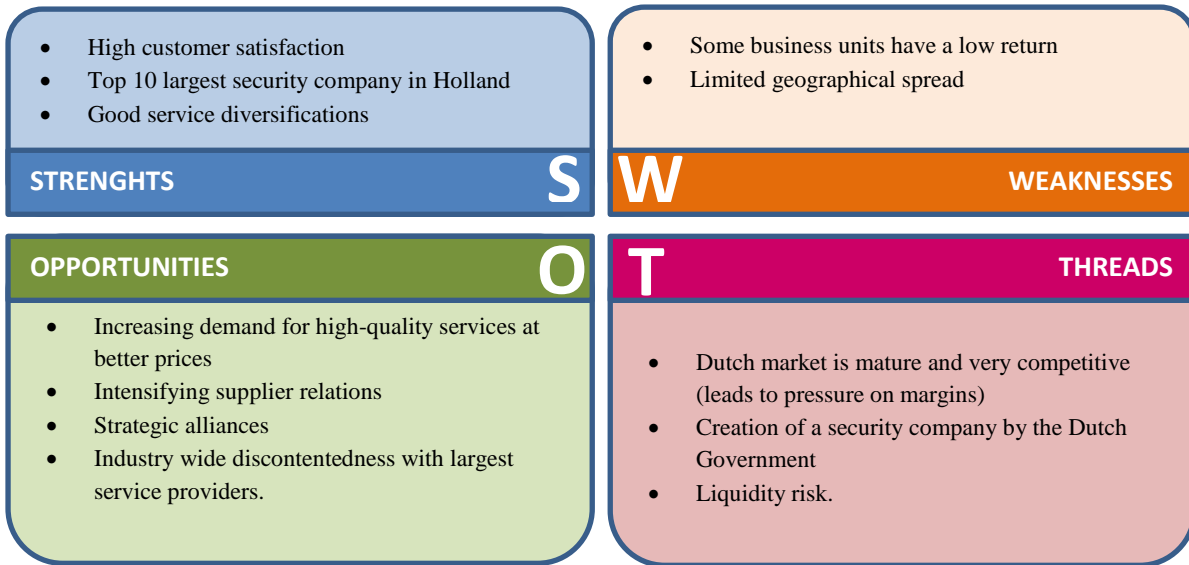 • High customer satisfaction
• Top 10 largest security company in Holland
• Good service diversifications
STRENGHTS S
• Some business units have a low return
• Limited geographical spread
W WEAKNESSES
OPPORTUNITIES O
• Increasing demand for high-quality services at
better prices
• Intensifying supplier relations
• Strategic alliances
• Industry wide discontentedness with largest
service providers.
T THREADS
• Dutch market is mature and very competitive
(leads to pressure on margins)
• Creation of a security company by the Dutch
Government
• Liquidity risk.